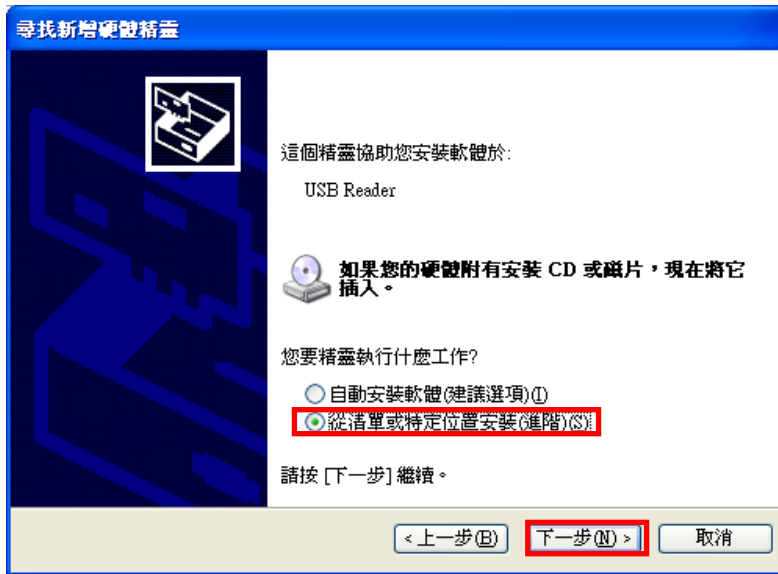 尋找新增硬體精靈
這個精靈協助您安裝軟體於:
USB Reader
如果您的硬體附有安裝 CD 或磁片，現在將它
插入。
您要精靈執行什麼工作?
自動安裝軟體(建議選項)(I)
從清單或特定位置安裝(進階)(S)
請按 [下一步] 繼續。
< 上一步(B)
下一步(N) >
取消